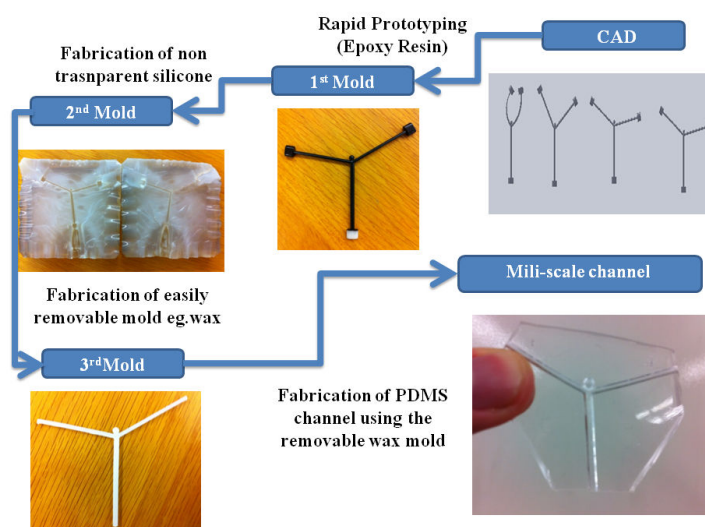 Rapid Prototyping
(Epoxy Resin)
CAD
Fabrication of non
trasnparent silicone
1st Mold
2nd Mold
Fabrication of easily
removable mold eg.wax
Mili-scale channel
3rdMold
Fabrication of PDMS
channel using the
removable wax mold